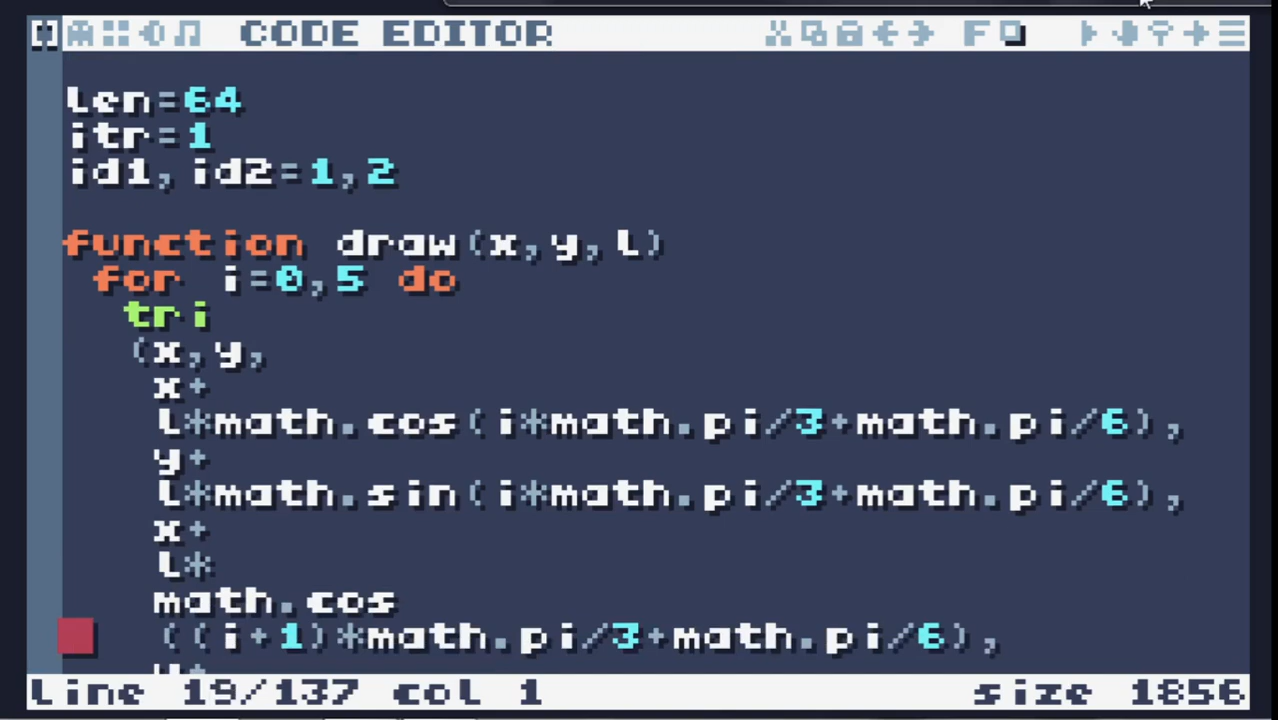 CODE EDITOR F
len=64
itr=1
id1, id2=1,2
function draw(x,y,l)
for i=0,5 do
tri
(x,y,
x+
l*math.cos(i*math.pi/3+math.pi/6),
y+
l*math.sin(i*math.pi/3+math.pi/6),
x+
l*
math.cos
((i+1)*math.pi/3+math.pi/6),
y+
line 19/137 col 1 size 1856